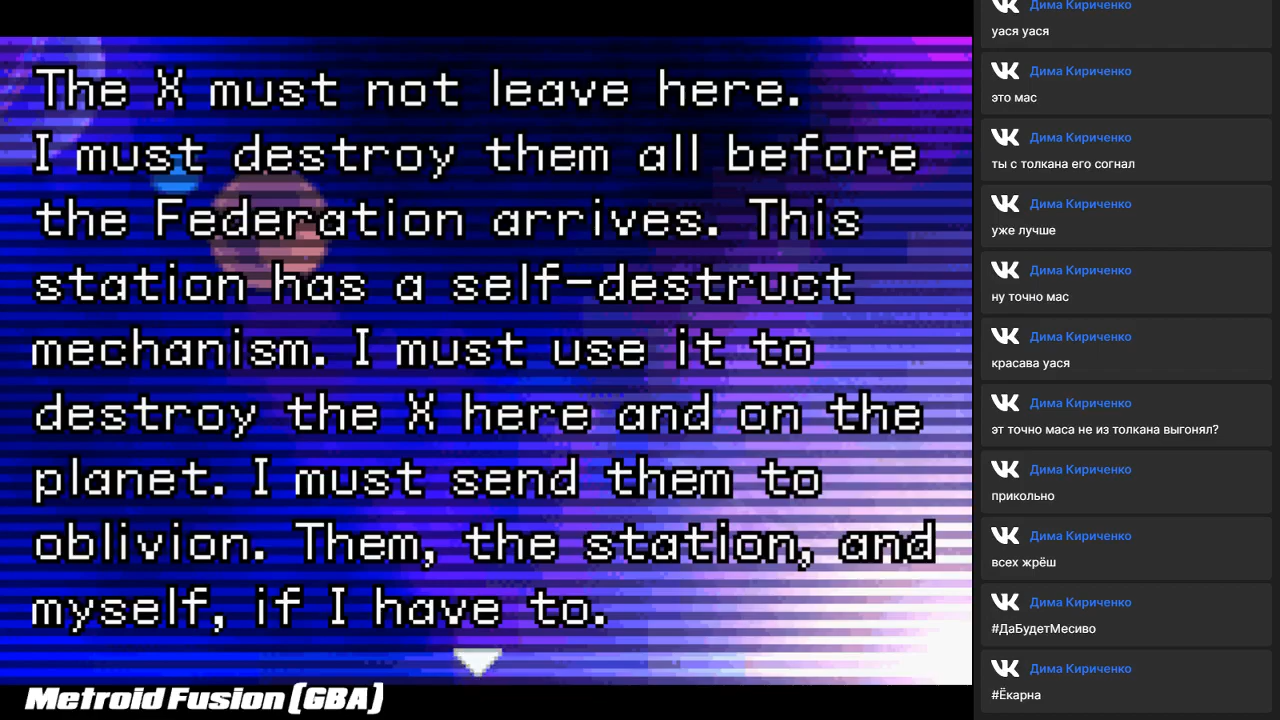 The X must not leave here.
I must destroy them all before
the Federation arrives. This
station has a self-destruct
mechanism. I must use it to
destroy the X here and on the
planet. I must send them to
oblivion. Them, the station, and
myself, if I have to.
Metroid Fusion (GBA)
Дима Кириченко
уася уася
Дима Кириченко
это мас
Дима Кириченко
ты с толкана его согнал
Дима Кириченко
уже лучше
Дима Кириченко
ну точно мас
Дима Кириченко
красава уася
Дима Кириченко
эт точно маса не из толкана выгонял?
Дима Кириченко
прикольно
Дима Кириченко
всех жрёш
Дима Кириченко
#ДаБудетМесиво
Дима Кириченко
#Ёкарна